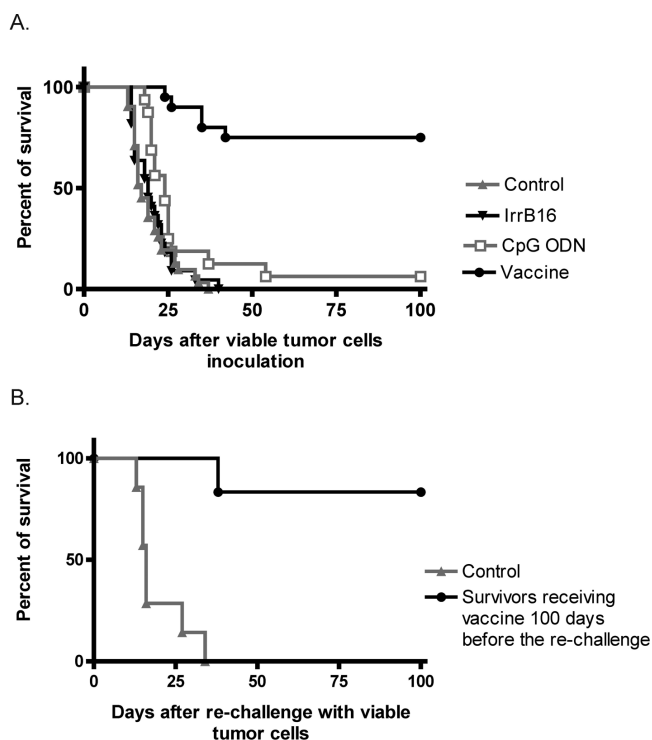 A.
100
50
0
Percent of survival
0 25 50 75 100
Days after viable tumor cells
inoculation
Control
IrrB16
CpG ODN
Vaccine
B.
100
50
0
Percent of survival
0 25 50 75 100
Days after re-challenge with viable
tumor cells
Control
Survivors receiving
vaccine 100 days
before the re-challenge